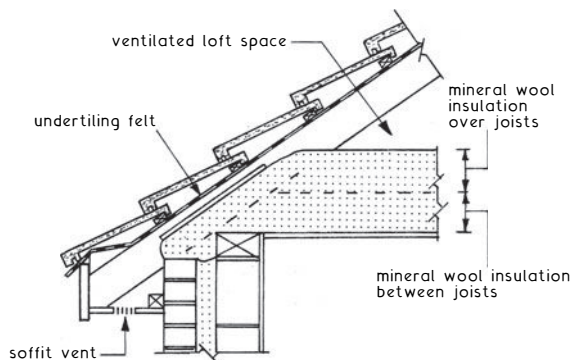 ventilated loft space
mineral wool
insulation
over joists
undertiling felt
mineral wool insulation
between joists
soffit vent